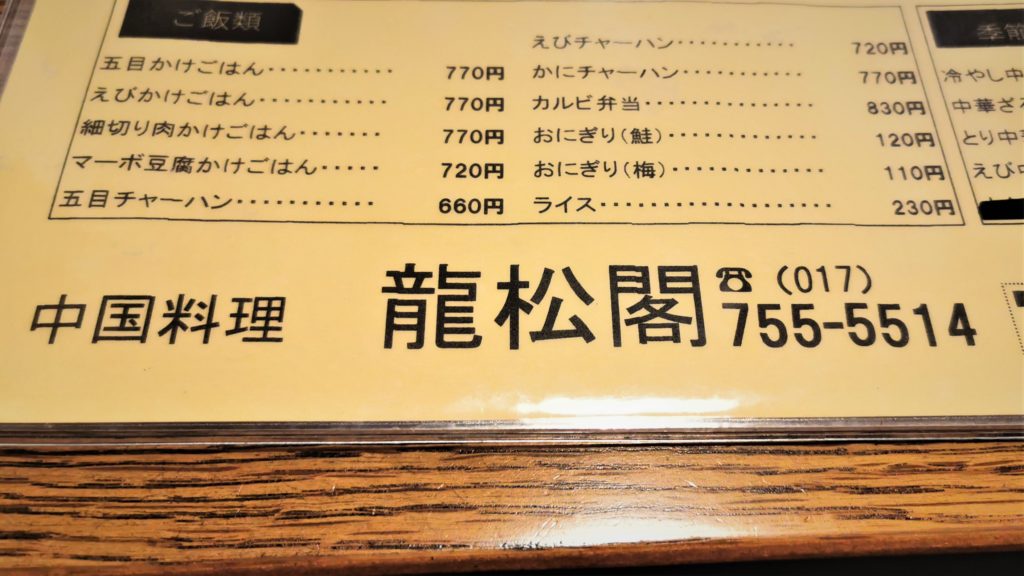 ご飯類
五目かけごはん・・・・・・・・・・・ 770円
えびかけごはん・・・・・・・・・・・ 770円
細切り肉かけごはん・・・・・・・ 770円
マーボ豆腐かけごはん・・・・・ 720円
五目チャーハン・・・・・・・・・・・ 660円
えびチャーハン・・・・・・・・・・・ 720円
かにチャーハン・・・・・・・・・・・ 770円
カルビ弁当・・・・・・・・・・・・・・ 830円
おにぎり(鮭)・・・・・・・・・・・・ 120円
おにぎり(梅)・・・・・・・・・・・・ 110円
ライス・・・・・・・・・・・・・・・・・・ 230円
季節
冷やし中
中華ざ
とり中
えび中
中国料理 龍松閣 ☎ (017)
755-5514